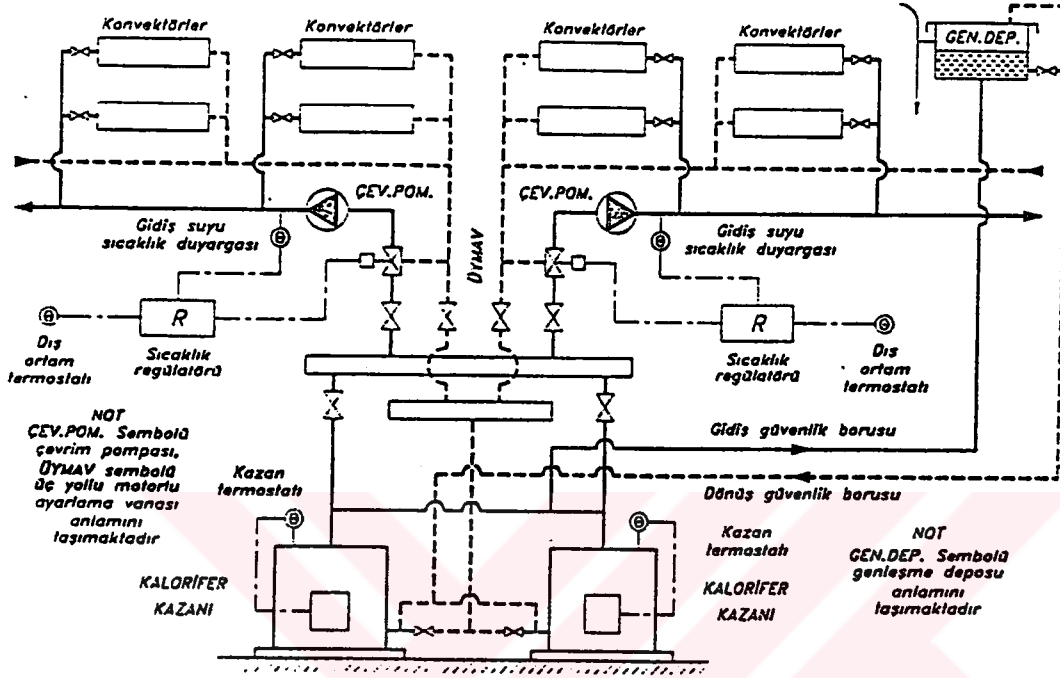 Konvektörler
Konvektörler
Konvektörler
Konvektörler
GEN.DEP.
ÇEV.POM.
ÇEV.POM.
Gidiş suyu
sıcaklık duyargası
Gidiş suyu
sıcaklık duyargası
ÜYMAV
R
R
Dış
ortam
termostatı
Sıcaklık
regülatörü
Sıcaklık
regülatörü
Dış
ortam
termostatı
NOT
ÇEV.POM. Sembolü
çevrim pompası,
ÜYMAV sembolü
üç yollu motorlu
ayarlama vanası
anlamını
taşımaktadır
Gidiş güvenlik borusu
Dönüş güvenlik borusu
Kazan
termostatı
Kazan
termostatı
KALORİFER
KAZANI
KALORİFER
KAZANI
NOT
GEN.DEP. Sembolü
genleşme deposu
anlamını
taşımaktadır